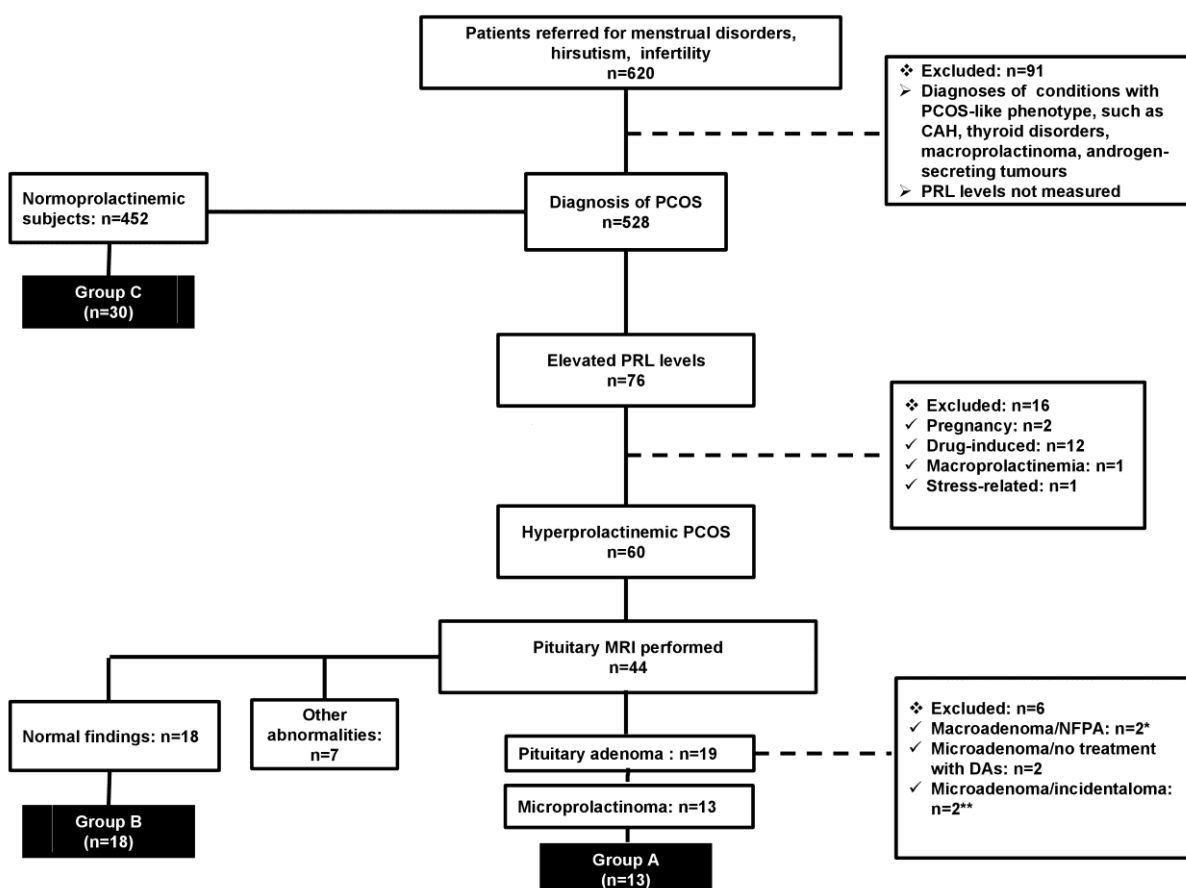 Patients referred for menstrual disorders,
hirsutism, infertility
n=620
❖ Excluded: n=91
➢ Diagnoses of conditions with
PCOS-like phenotype, such as
CAH, thyroid disorders,
macroprolactinoma, androgen-
secreting tumours
➢ PRL levels not measured
Normoprolactinemic
subjects: n=452
Diagnosis of PCOS
n=528
Group C
(n=30)
Elevated PRL levels
n=76
❖ Excluded: n=16
✓ Pregnancy: n=2
✓ Drug-induced: n=12
✓ Macroprolactinemia: n=1
✓ Stress-related: n=1
Hyperprolactinemic PCOS
n=60
Pituitary MRI performed
n=44
Normal findings: n=18
Other
abnormalities:
n=7
Pituitary adenoma : n=19
❖ Excluded: n=6
✓ Macroadenoma/NFPA: n=2*
✓ Microadenoma/no treatment
with DAs: n=2
✓ Microadenoma/incidentaloma:
n=2**
Microprolactinoma: n=13
Group B
(n=18)
Group A
(n=13)